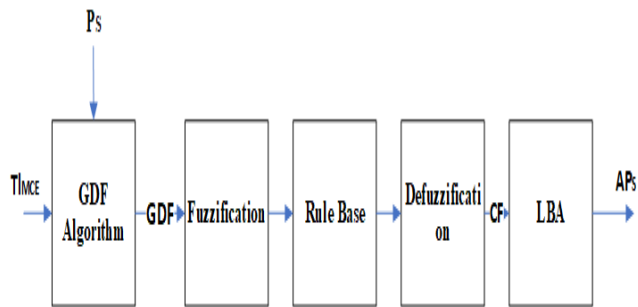 Ps
TIMCE
GDF
Algorithm
GDF
Fuzzification
Rule Base
Defuzzificati
on
CF
LBA
APs